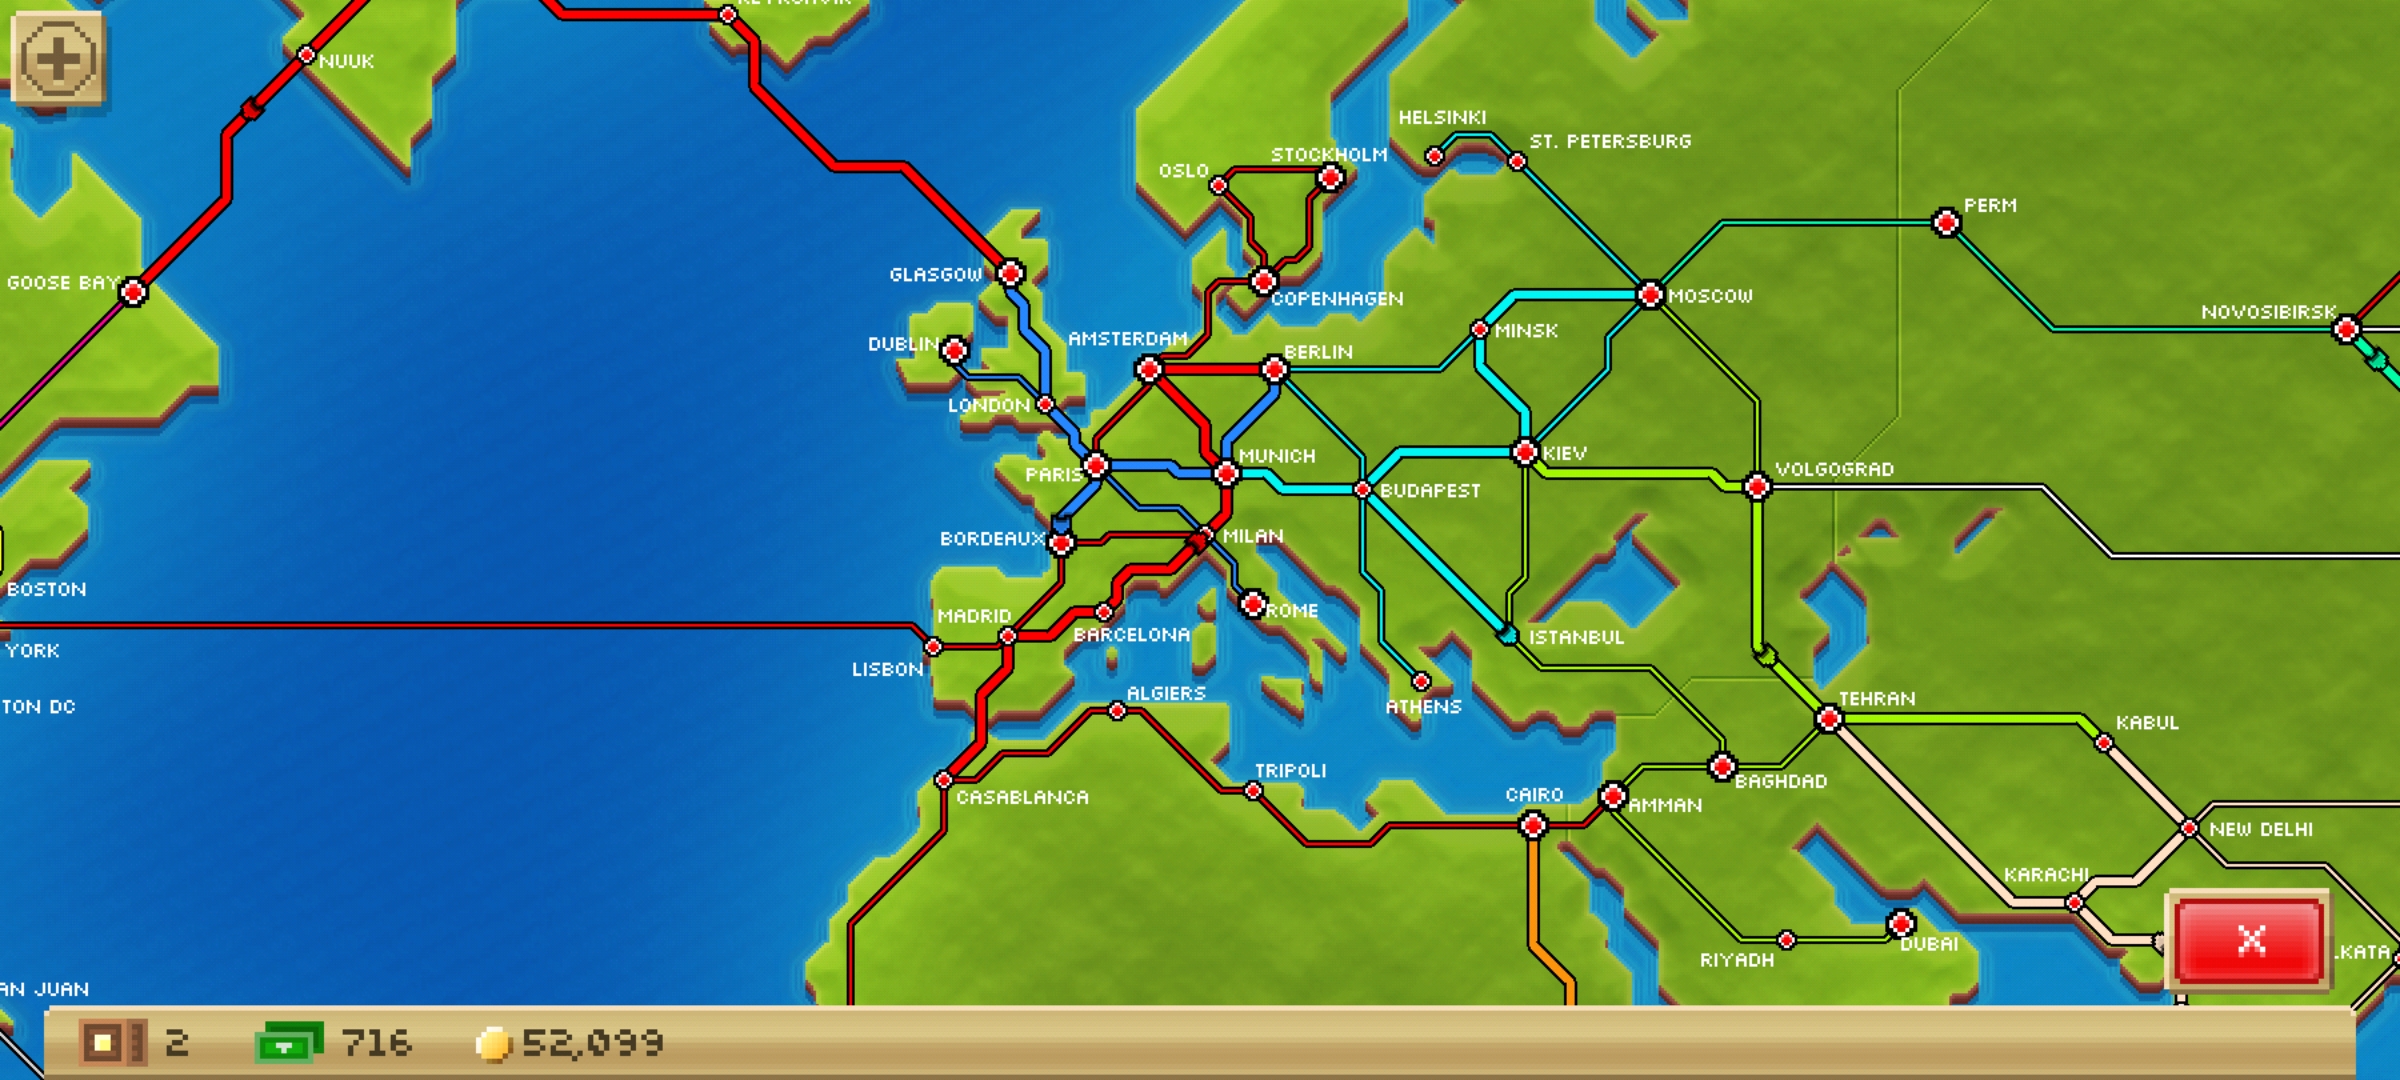 NUUK
HELSINKI
ST. PETERSBURG
STOCKHOLM
OSLO
PERM
GLASGOW
GOOSE BAY
COPENHAGEN
MOSCOW
NOVOSIBIRSK
MINSK
DUBLIN
AMSTERDAM
BERLIN
LONDON
PARIS
MUNICH
KIEV
VOLGOGRAD
BUDAPEST
BORDEAUX
MILAN
BOSTON
MADRID
ROME
BARCELONA
ISTANBUL
YORK
LISBON
ALGIERS
ATHENS
TEHRAN
TON DC
KABUL
TRIPOLI
BAGHDAD
CASABLANCA
CAIRO
AMMAN
NEW DELHI
KARACHI
DUBAI
RIYADH
LKATA
AN JUAN
2
716
52,099